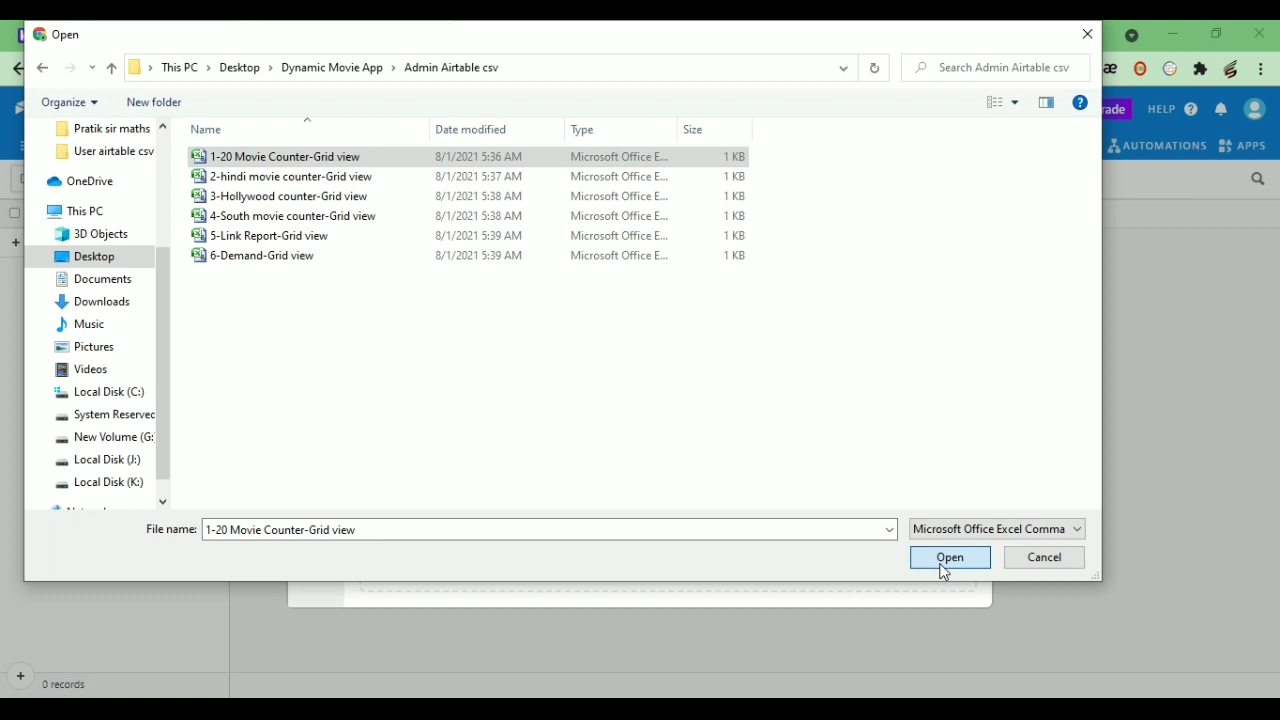 Open
This PC > Desktop > Dynamic Movie App > Admin Airtable csv
Search Admin Airtable csv
Organize
New folder
rade
HELP
AUTOMATIONS
APPS
Pratik sir maths
User airtable csv
OneDrive
This PC
3D Objects
Desktop
Documents
Downloads
Music
Pictures
Videos
Local Disk (C:)
System Reserved
New Volume (G:
Local Disk (J:)
Local Disk (K:)
Name Date modified Type Size
1-20 Movie Counter-Grid view 8/1/2021 5:36 AM Microsoft Office E... 1 KB
2-hindi movie counter-Grid view 8/1/2021 5:37 AM Microsoft Office E... 1 KB
3-Hollywood counter-Grid view 8/1/2021 5:38 AM Microsoft Office E... 1 KB
4-South movie counter-Grid view 8/1/2021 5:38 AM Microsoft Office E... 1 KB
5-Link Report-Grid view 8/1/2021 5:39 AM Microsoft Office E... 1 KB
6-Demand-Grid view 8/1/2021 5:39 AM Microsoft Office E... 1 KB
File name: 1-20 Movie Counter-Grid view
Microsoft Office Excel Comma
Open
Cancel
0 records